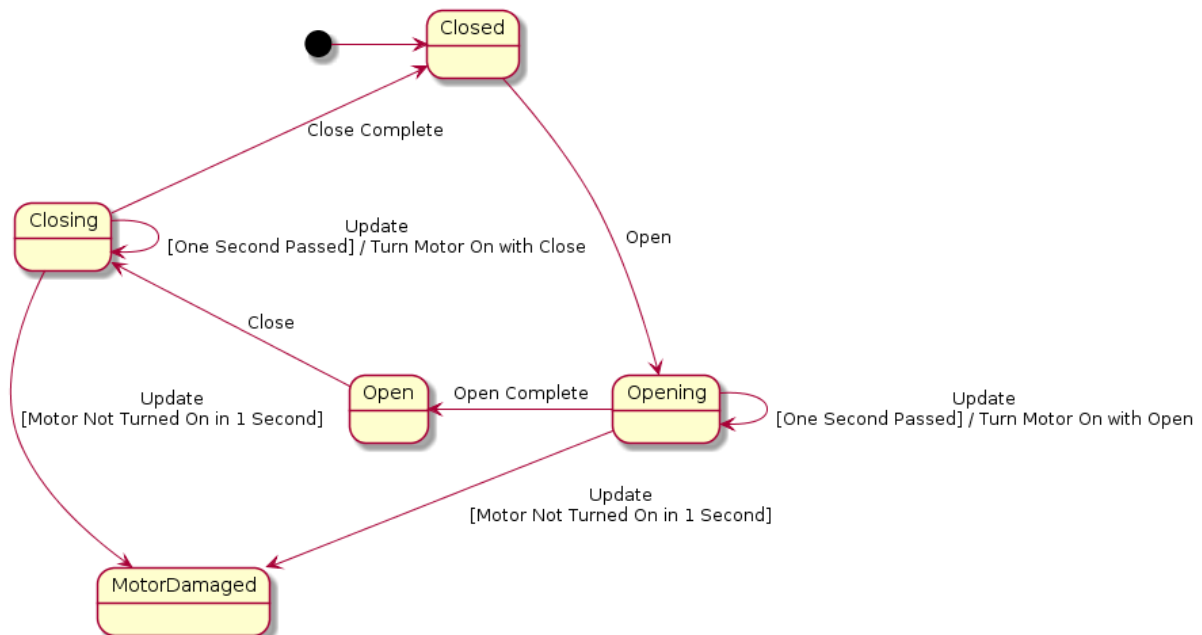 Closed
Close Complete
Closing
Update
[One Second Passed] / Turn Motor On with Close
Open
Close
Open
Open Complete
Opening
Update
[One Second Passed] / Turn Motor On with Open
Update
[Motor Not Turned On in 1 Second]
Update
[Motor Not Turned On in 1 Second]
MotorDamaged